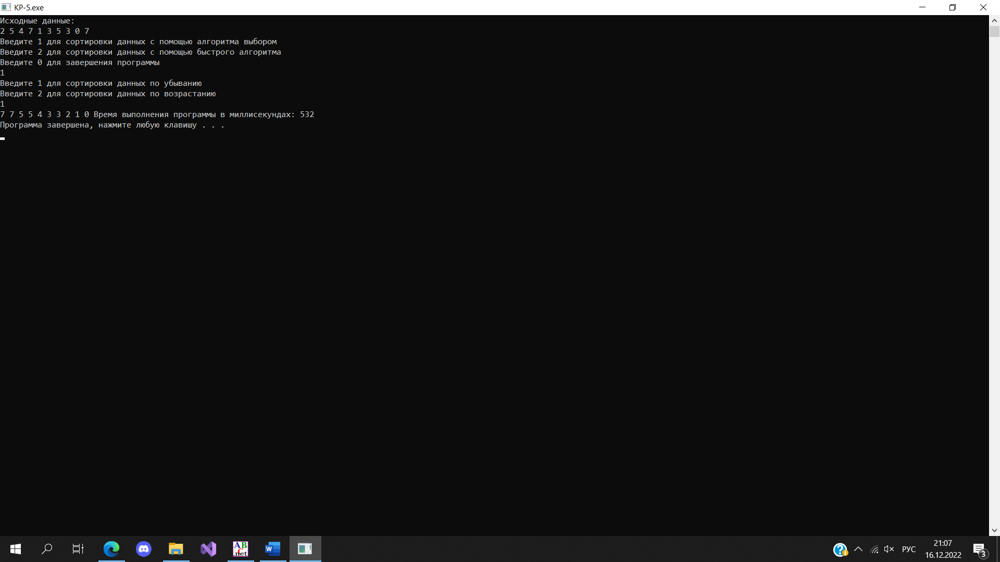 KP-5.exe
Исходные данные:
2 5 4 7 1 3 5 3 0 7
Введите 1 для сортировки данных с помощью алгоритма выбором
Введите 2 для сортировки данных с помощью быстрого алгоритма
Введите 0 для завершения программы
1
Введите 1 для сортировки данных по убыванию
Введите 2 для сортировки данных по возрастанию
1
7 7 5 5 4 3 3 2 1 0 Время выполнения программы в миллисекундах: 532
Программа завершена, нажмите любую клавишу . . .
ABC.net
W
РУС
21:07
16.12.2022
3